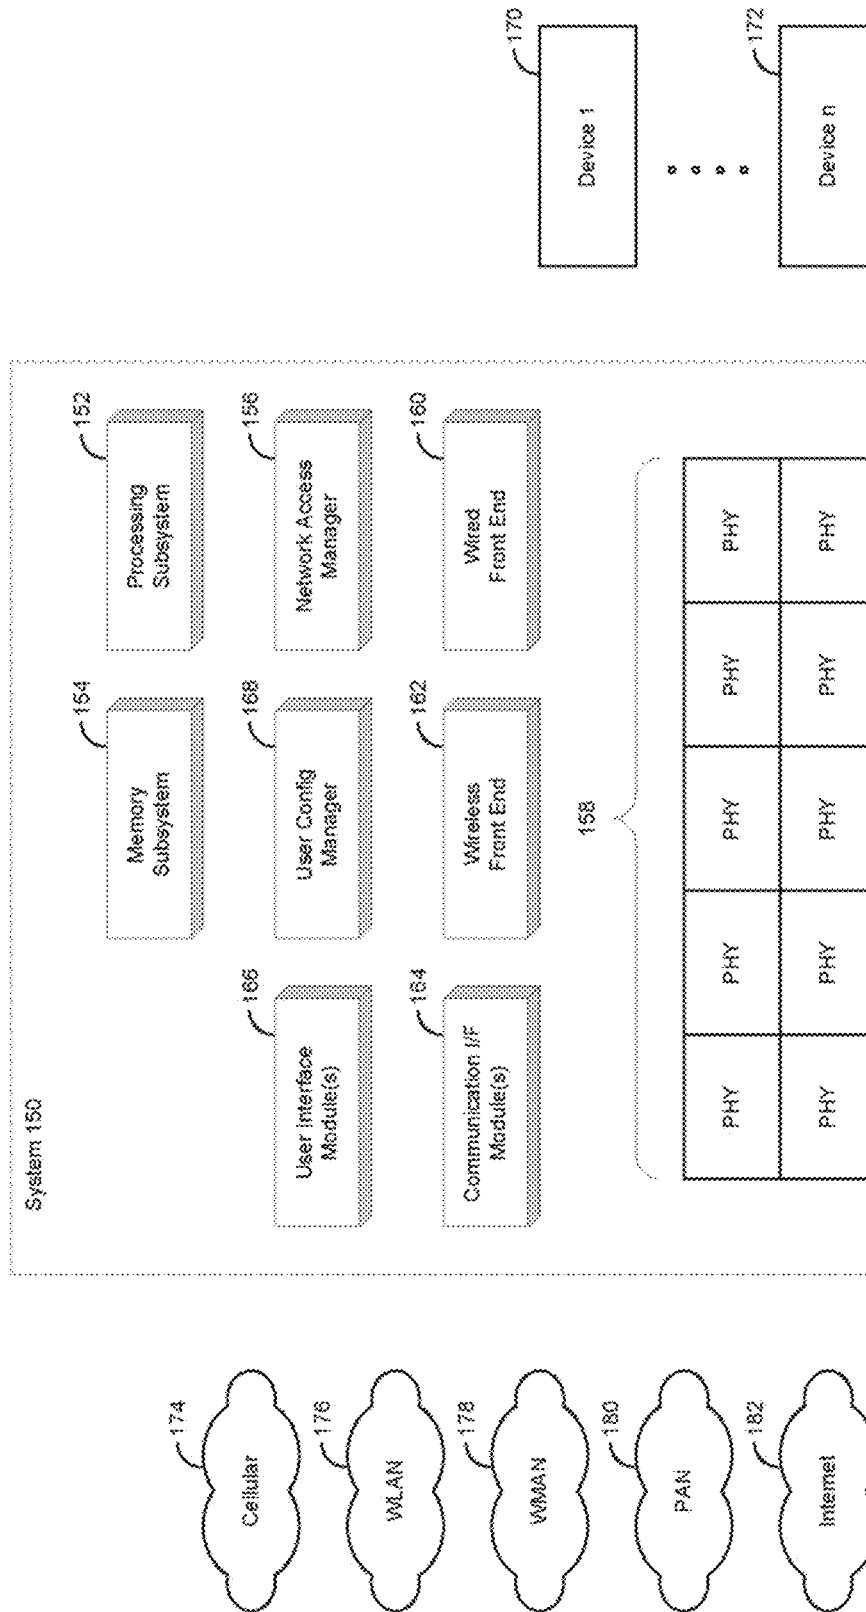 System 150
154
Memory
Subsystem
152
Processing
Subsystem
166
User Interface
Module(s)
168
User Config
Manager
156
Network Access
Manager
164
Communication I/F
Module(s)
162
Wireless
Front End
160
Wired
Front End
158
PHY PHY PHY PHY PHY
PHY PHY PHY PHY PHY
174
Cellular
176
WLAN
178
WMAN
180
PAN
182
Internet
170
Device 1
172
Device n